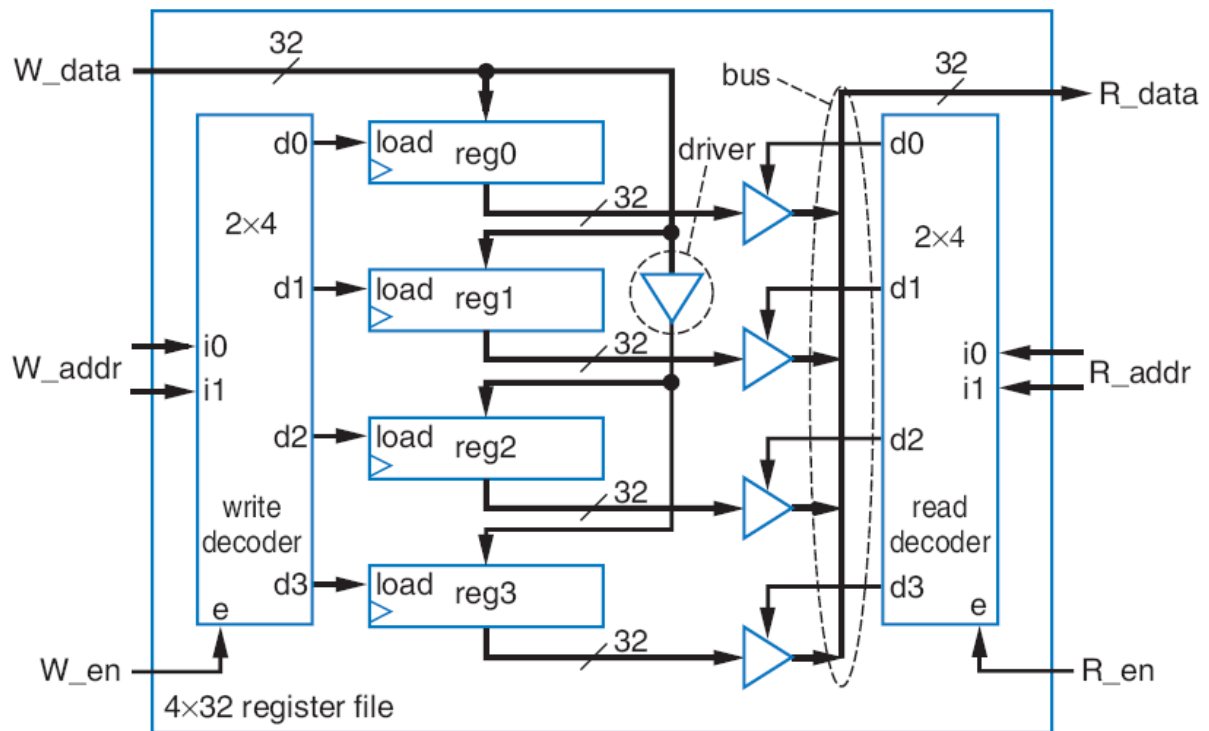 32
W_data
bus
32
R_data
d0
load
reg0
driver
d0
32
2×4
2×4
d1
load
reg1
d1
32
W_addr
i0
i1
i0
i1
R_addr
d2
load
reg2
d2
32
write
decoder
read
decoder
d3
load
reg3
d3
e
32
e
W_en
R_en
4×32 register file